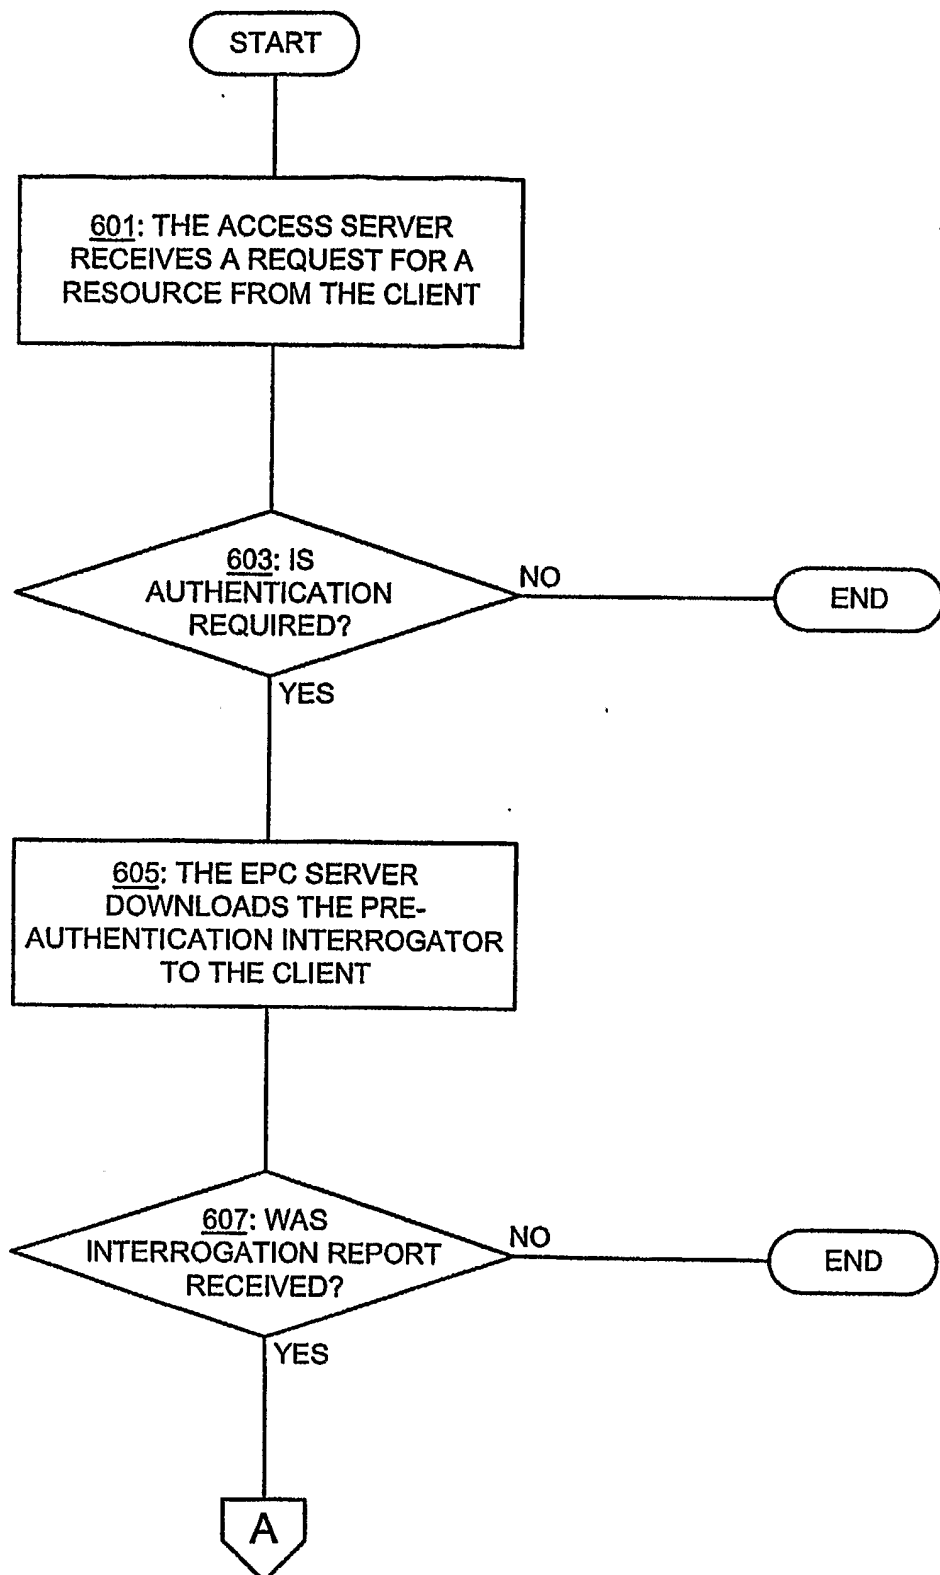 START
601: THE ACCESS SERVER
RECEIVES A REQUEST FOR A
RESOURCE FROM THE CLIENT
603: IS
AUTHENTICATION
REQUIRED?
NO
END
YES
605: THE EPC SERVER
DOWNLOADS THE PRE-
AUTHENTICATION INTERROGATOR
TO THE CLIENT
607: WAS
INTERROGATION REPORT
RECEIVED?
NO
END
YES
A